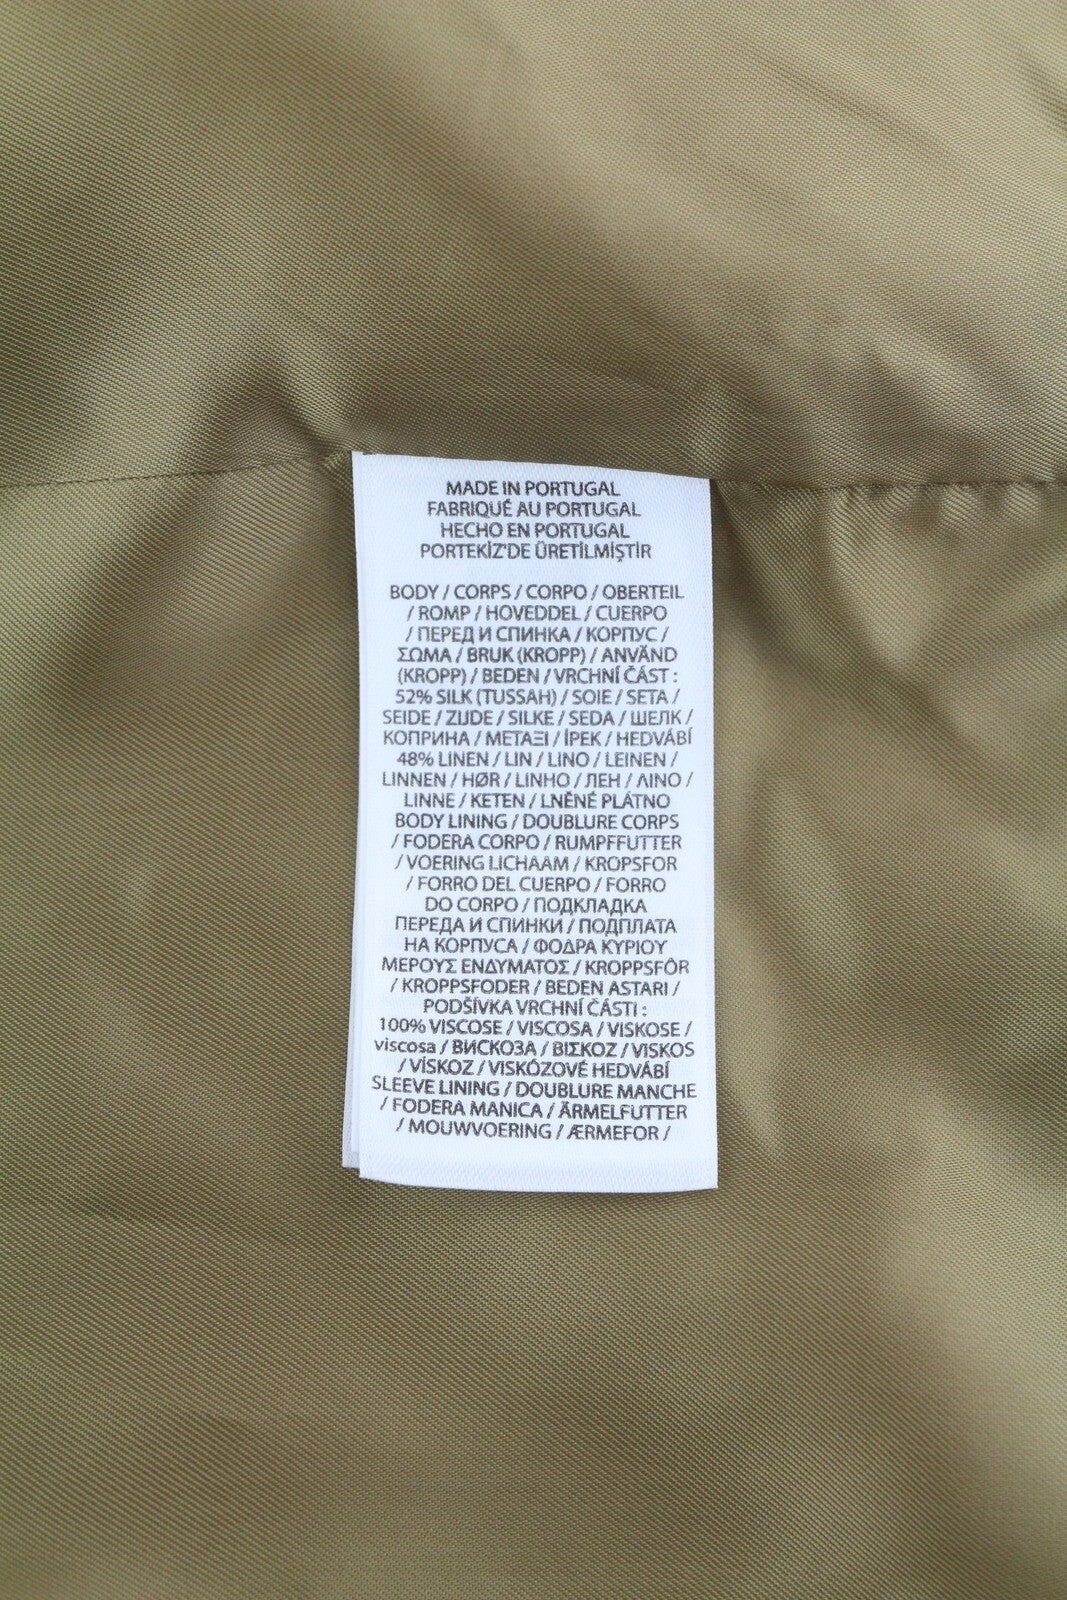 MADE IN PORTUGAL
FABRIQUÉ AU PORTUGAL
HECHO EN PORTUGAL
PORTEKİZ'DE ÜRETİLMİŞTİR
BODY / CORPS / CORPO / OBERTEIL
/ ROMP / HOVEDDEL / CUERPO
/ ПЕРЕД И СПИНКА / КОРПУС /
ΣΩΜΑ / BRUK (KROPP) / ANVÄND
(KROPP) / BEDEN / VRCHNÍ ČÁST :
52% SILK (TUSSAH) / SOIE / SETA /
SEIDE / ZIJDE / SILKE / SEDA / ШЕЛК /
КОПРИНА / ΜΕΤΑΞΙ / İPEK / HEDVÁBÍ
48% LINEN / LIN / LINO / LEINEN /
LINNEN / HØR / LINHO / ЛЕН / ΛΙΝΟ /
LINNE / KETEN / LNĚNÉ PLÁTNO
BODY LINING / DOUBLURE CORPS
/ FODERA CORPO / RUMPFFUTTER
/ VOERING LICHAAM / KROPSFOR
/ FORRO DEL CUERPO / FORRO
DO CORPO / ПОДКЛАДКА
ПЕРЕДА И СПИНКИ / ПОДПЛАТА
НА КОРПУСА / ΦΟΔΡΑ ΚΥΡΙΟΥ
ΜΕΡΟΥΣ ΕΝΔΥΜΑΤΟΣ / KROPPSFÔR
/ KROPPSFODER / BEDEN ASTARI /
PODŠÍVKA VRCHNÍ ČÁSTI :
100% VISCOSE / VISCOSA / VISKOSE /
viscosa / ВИСКОЗА / ΒΙΣΚΟΖ / VISKOS
/ VİSKOZ / VISKÓZOVÉ HEDVÁBÍ
SLEEVE LINING / DOUBLURE MANCHE
/ FODERA MANICA / ÄRMELFUTTER
/ MOUWVOERING / ÆRMEFOR /